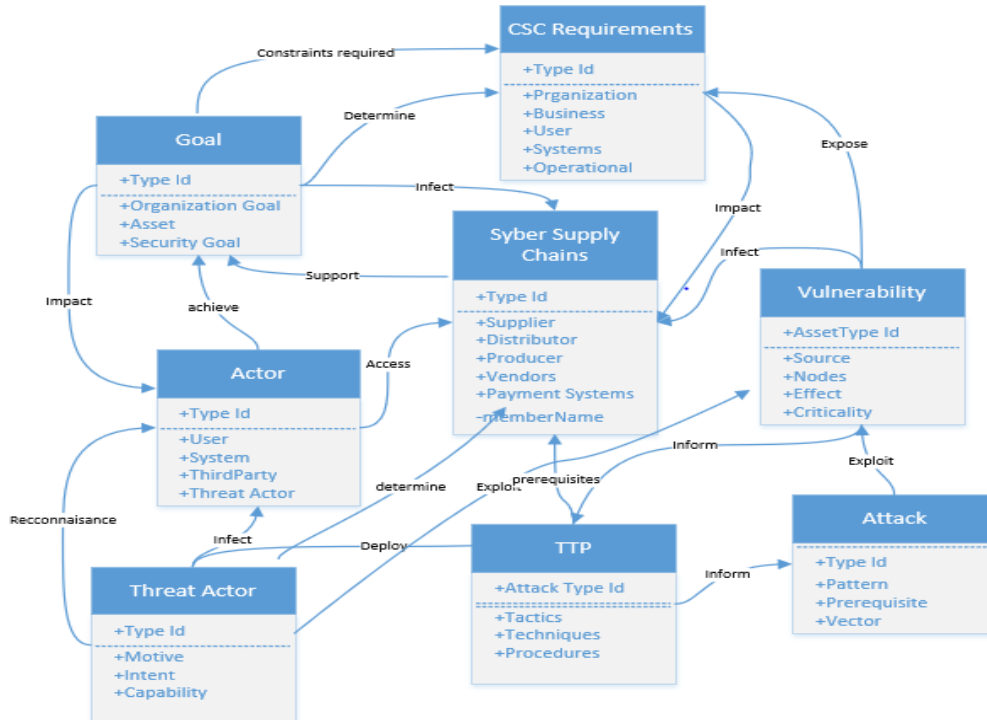 CSC Requirements
+Type Id
+Prganization
+Business
+User
+Systems
+Operational
Constraints required
Determine
Goal
+Type Id
+Organization Goal
+Asset
+Security Goal
Infect
Expose
Impact
Infect
Syber Supply
Chains
+Type Id
+Supplier
+Distributor
+Producer
+Vendors
+Payment Systems
-memberName
Support
Impact
achieve
Vulnerability
+AssetType Id
+Source
+Nodes
+Effect
+Criticality
Actor
+Type Id
+User
+System
+ThirdParty
+Threat Actor
Access
Inform
Exploit
determine
Exploit
prerequisites
Recconnaisance
Infect
Deploy
Threat Actor
+Type Id
+Motive
+Intent
+Capability
TTP
+Attack Type Id
+Tactics
+Techniques
+Procedures
Inform
Attack
+Type Id
+Pattern
+Prerequisite
+Vector